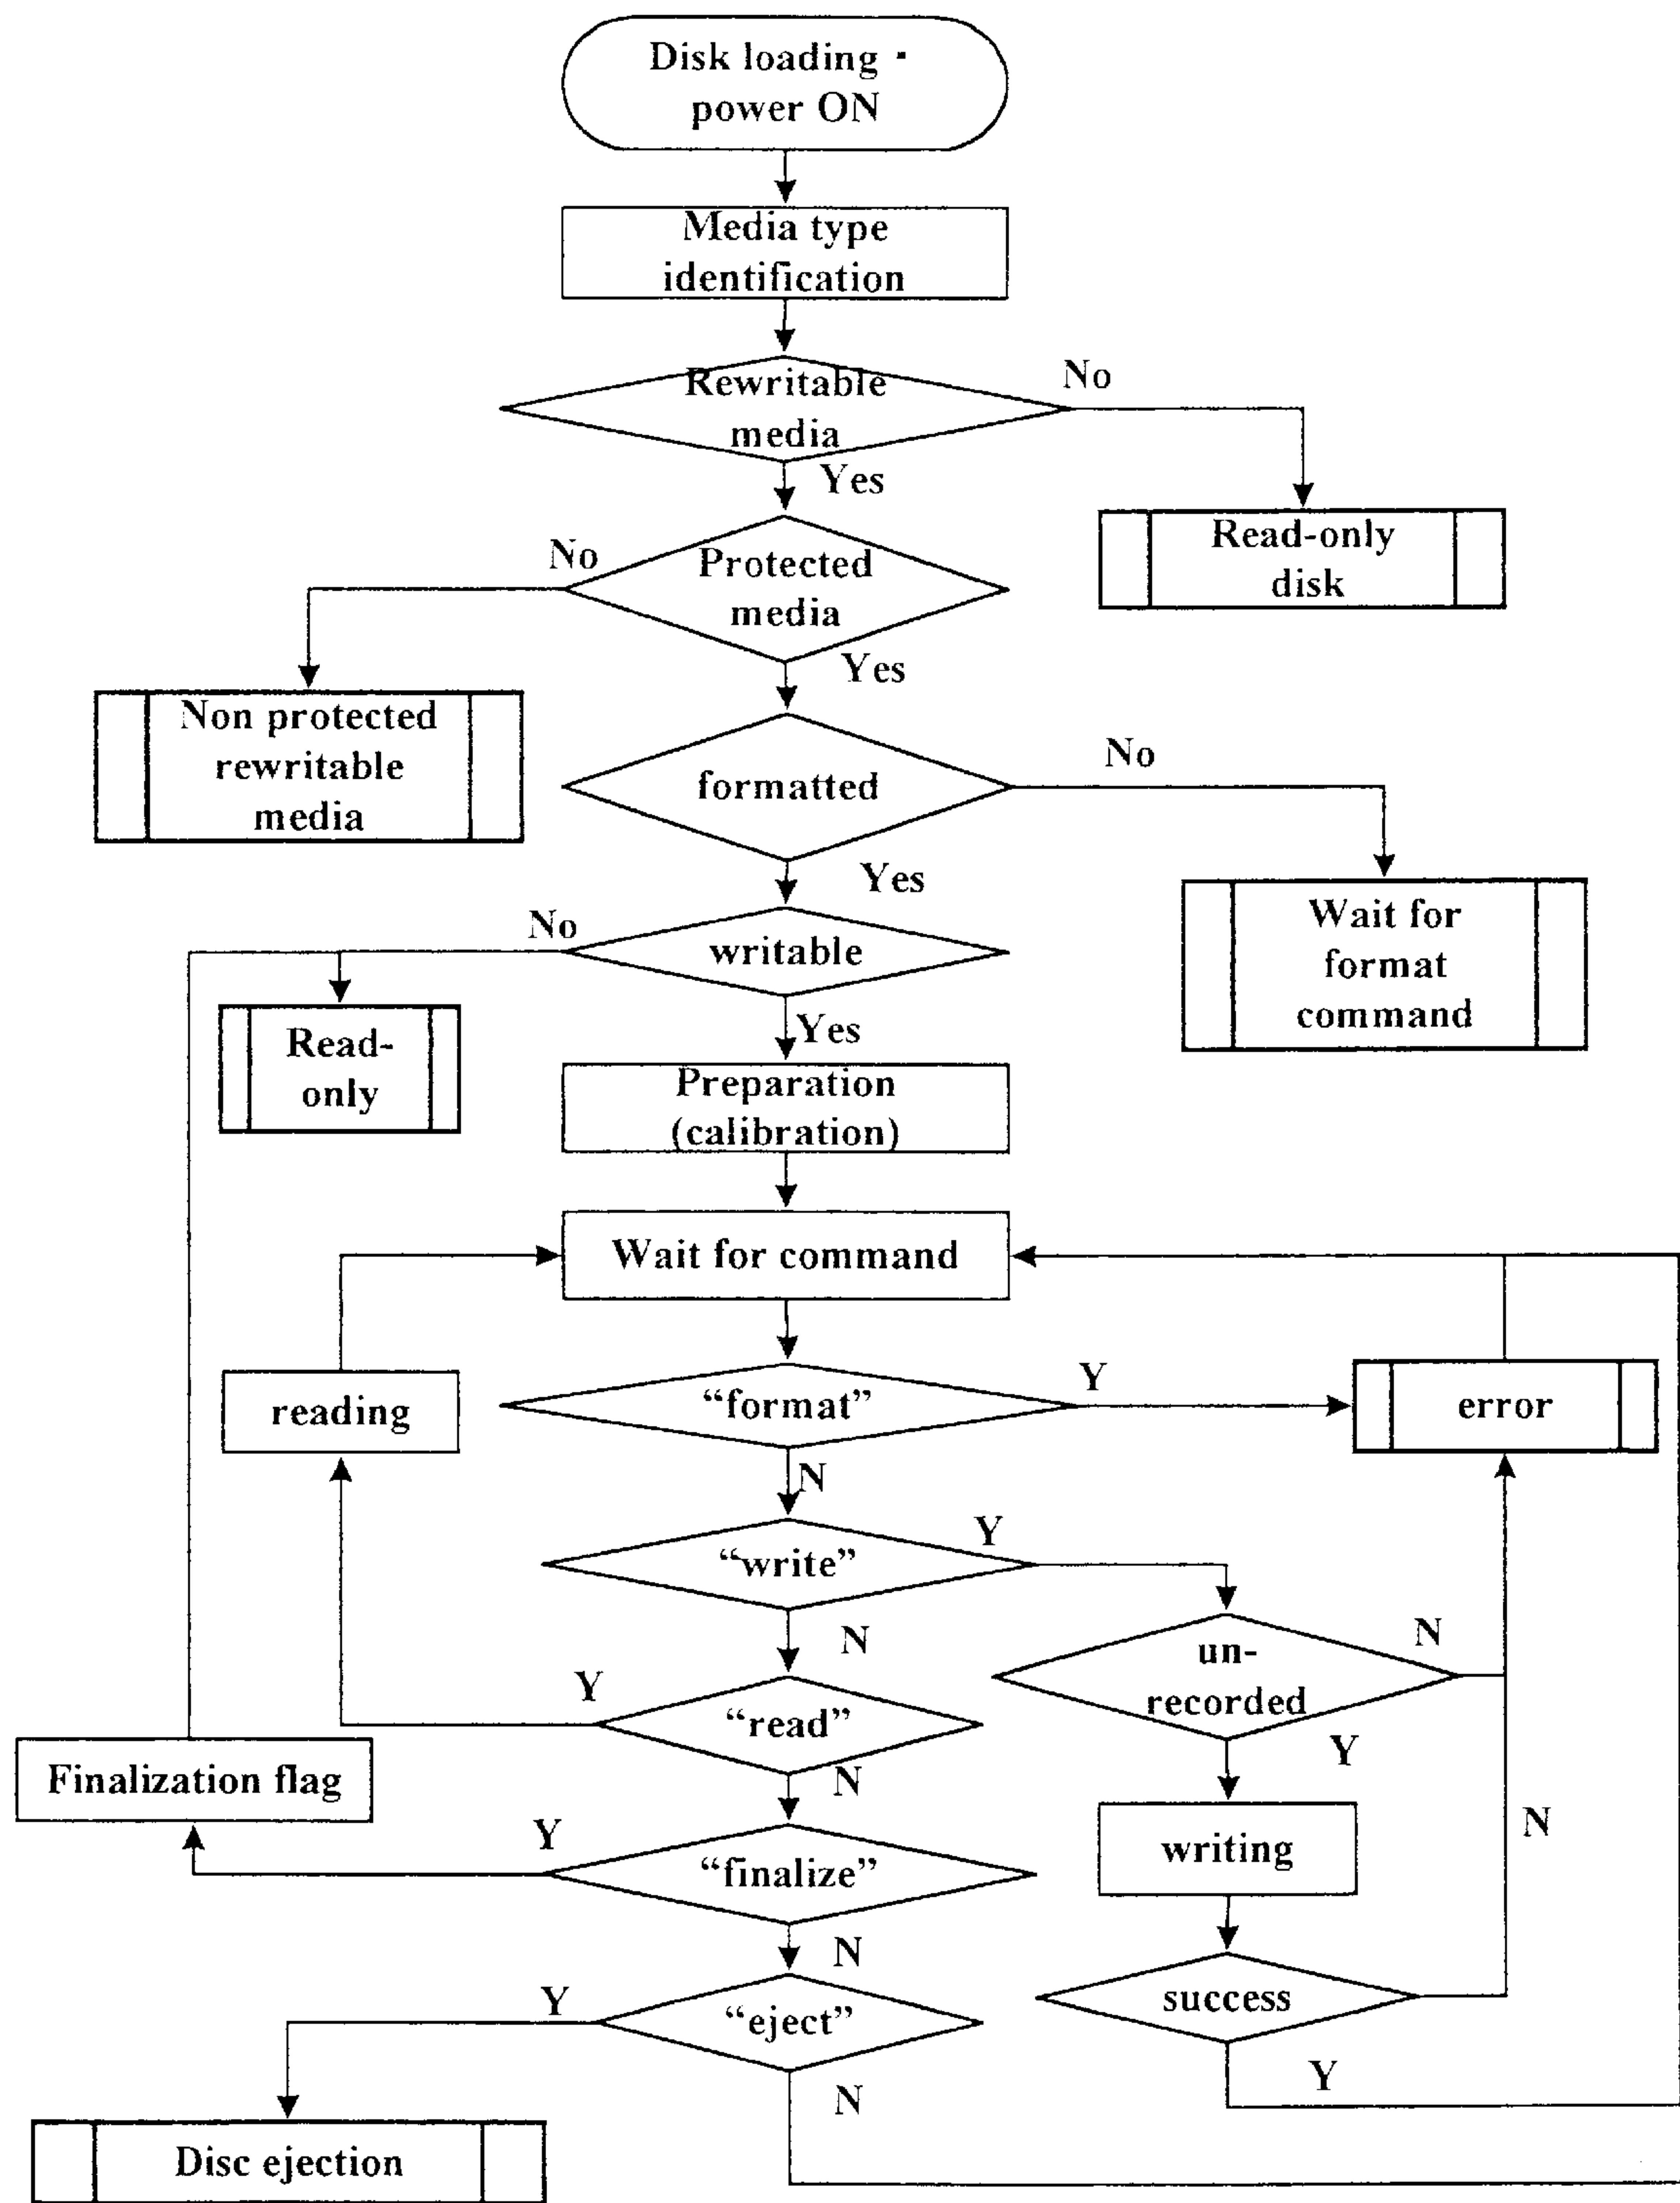 Disk loading ·
power ON
Media type
identification
Rewritable
media
No
Yes
Read-only
disk
No
Protected
media
Yes
Non protected
rewritable
media
formatted
No
Yes
Wait for
format
command
No
writable
Yes
Read-
only
Preparation
(calibration)
Wait for command
reading
“format”
Y
error
N
“write”
Y
N
un-
recorded
N
Y
“read”
Y
N
Finalization flag
Y
“finalize”
writing
N
N
success
Y
“eject”
Y
N
Disc ejection